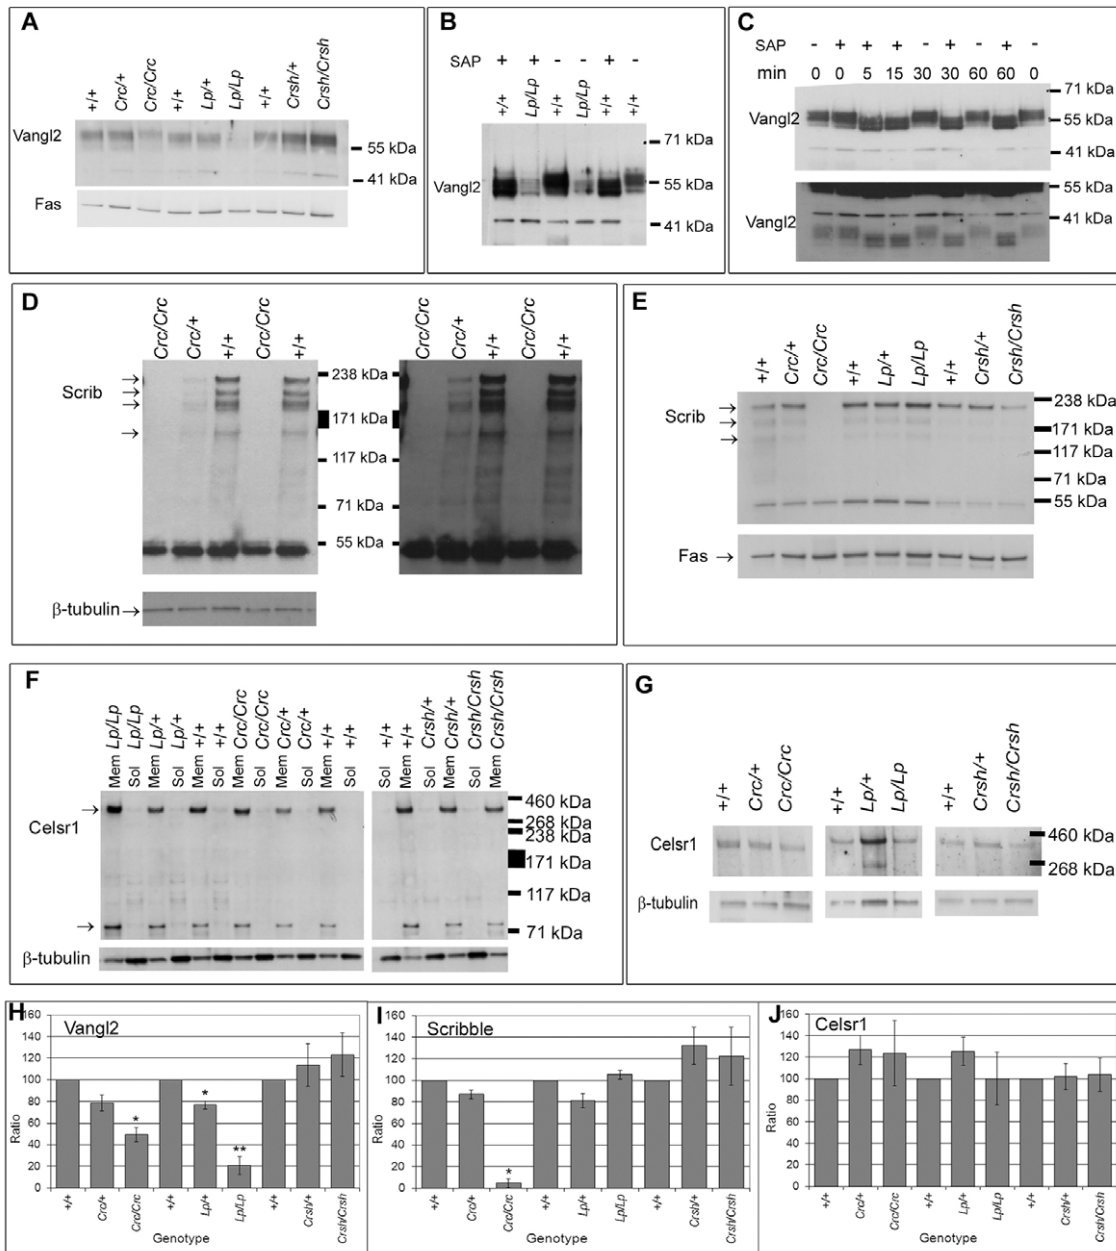 A
+/+ Crc/+ Crc/Crc +/+ Lp/+ Lp/Lp +/+ Crsh/+ Crsh/Crsh
Vangl2
55 kDa
41 kDa
Fas
B
SAP + + - - + -
+/+ Lp/Lp +/+ Lp/Lp +/+ +/+
71 kDa
Vangl2
55 kDa
41 kDa
C
SAP - + + + - + - + -
min 0 0 5 15 30 30 60 60 0
71 kDa
Vangl2
55 kDa
41 kDa
55 kDa
Vangl2
41 kDa
D
Crc/Crc Crc/+ +/+ Crc/Crc +/+
Crc/Crc Crc/+ +/+ Crc/Crc +/+
Scrib
238 kDa
171 kDa
117 kDa
71 kDa
55 kDa
β-tubulin→
E
+/+ Crc/+ Crc/Crc +/+ Lp/+ Lp/Lp +/+ Crsh/+ Crsh/Crsh
Scrib
238 kDa
171 kDa
117 kDa
71 kDa
55 kDa
Fas →
F
Mem Lp/Lp
Sol Lp/Lp
Mem Lp/+
Sol Lp/+
Mem +/+
Sol +/+
Mem Crc/Crc
Sol Crc/Crc
Mem Crc/+
Sol Crc/+
Mem +/+
Sol +/+
Sol +/+
Mem +/+
Sol Crsh/+
Mem Crsh/+
Sol Crsh/Crsh
Mem Crsh/Crsh
Celsr1
460 kDa
268 kDa
238 kDa
171 kDa
117 kDa
71 kDa
β-tubulin
G
+/+ Crc/+ Crc/Crc
+/+ Lp/+ Lp/Lp
+/+ Crsh/+ Crsh/Crsh
Celsr1
460 kDa
268 kDa
β-tubulin
H
Vangl2
160
140
120
100
80
60
40
20
0
Ratio
* * **
+/+ Crc/+ Crc/Crc +/+ Lp/+ Lp/Lp +/+ Crsh/+ Crsh/Crsh
Genotype
I
Scribble
160
140
120
100
80
60
40
20
0
Ratio
*
+/+ Crc/+ Crc/Crc +/+ Lp/+ Lp/Lp +/+ Crsh/+ Crsh/Crsh
Genotype
J
Celsr1
160
140
120
100
80
60
40
20
0
Ratio
+/+ Crc/+ Crc/Crc +/+ Lp/+ Lp/Lp +/+ Crsh/+ Crsh/Crsh
Genotype